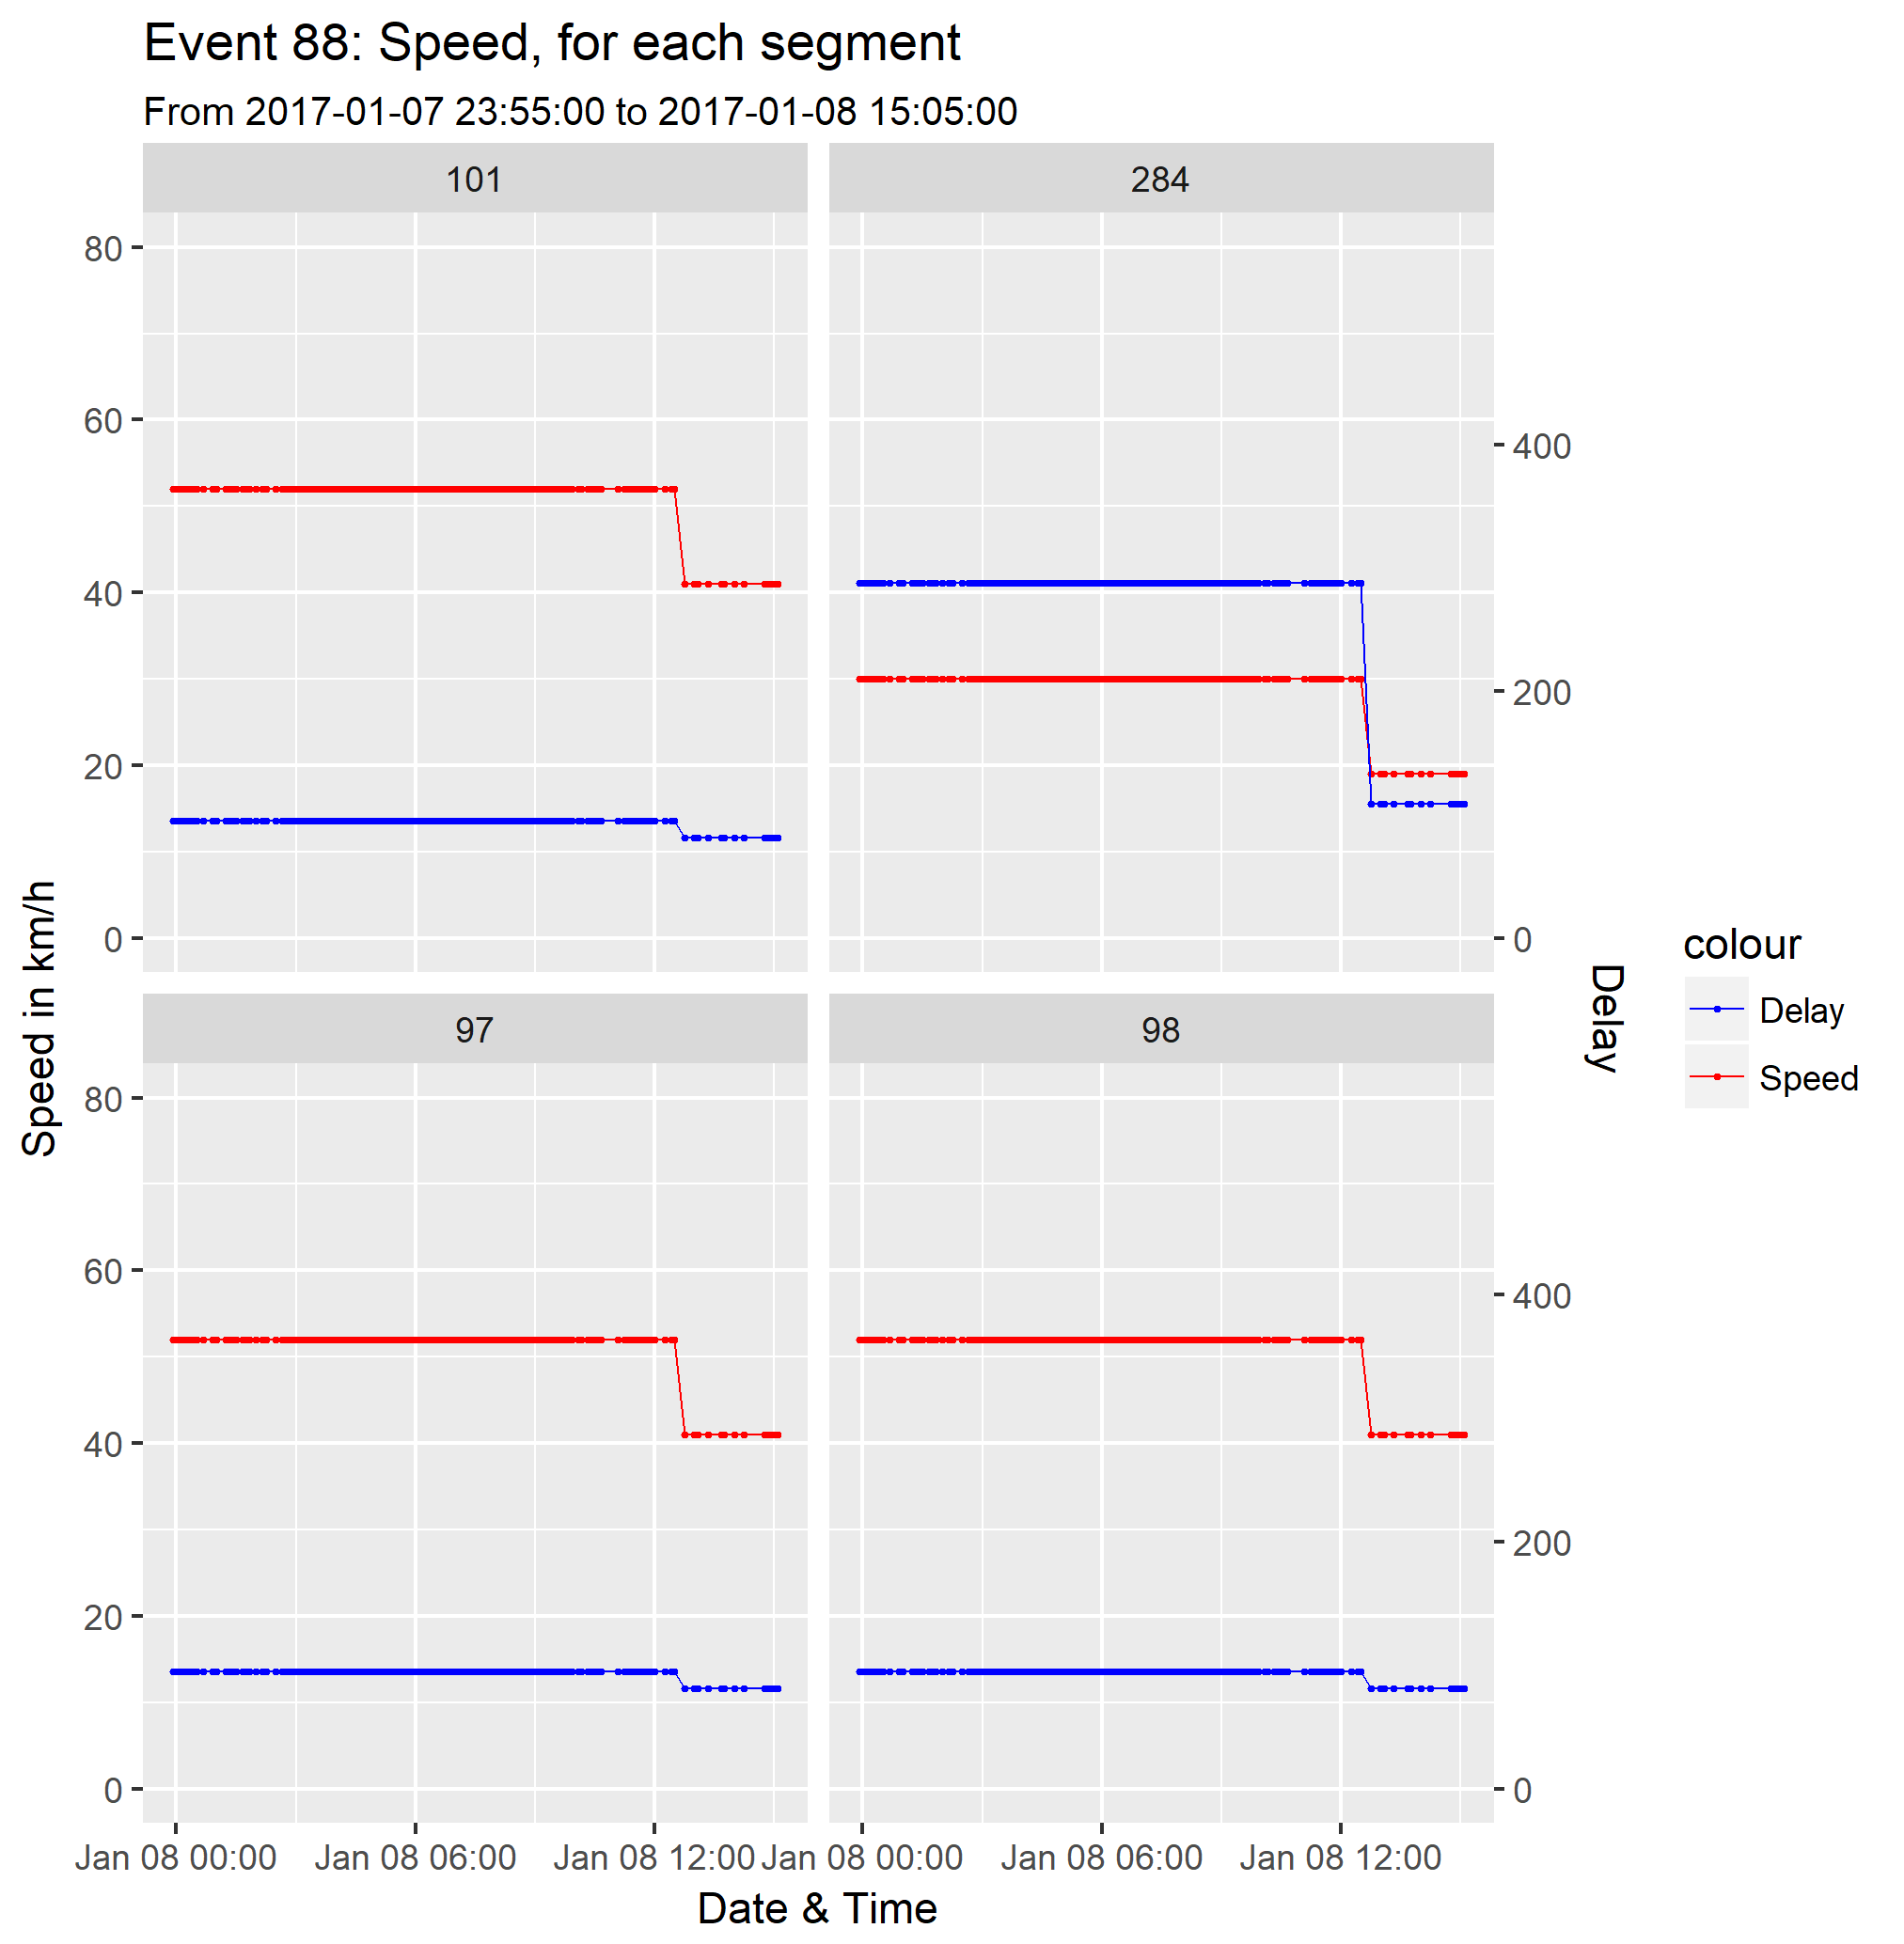 Event 88: Speed, for each segment
From 2017-01-07 23:55:00 to 2017-01-08 15:05:00
101
284
80
60
40
20
0
400
200
0
97
98
80
60
40
20
0
400
200
0
Jan 08 00:00
Jan 08 06:00
Jan 08 12:00
Jan 08 00:00
Jan 08 06:00
Jan 08 12:00
Date & Time
Speed in km/h
Delay
colour
Delay
Speed